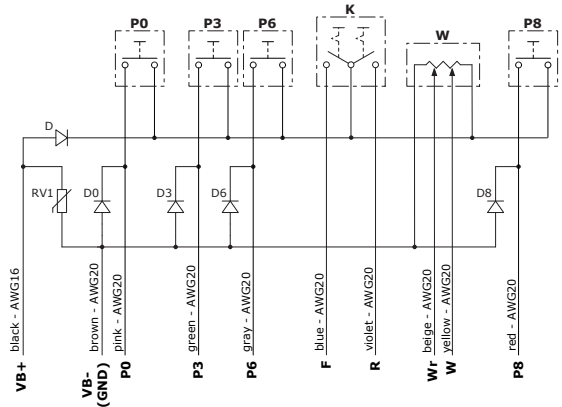 P0
P3
P6
K
W
P8
D
RV1
D0
D3
D6
D8
black - AWG16
brown - AWG20
pink - AWG20
green - AWG20
gray - AWG20
blue - AWG20
violet - AWG20
beige - AWG20
yellow - AWG20
red - AWG20
VB+
VB-
(GND)
P0
P3
P6
F
R
Wr
W
P8